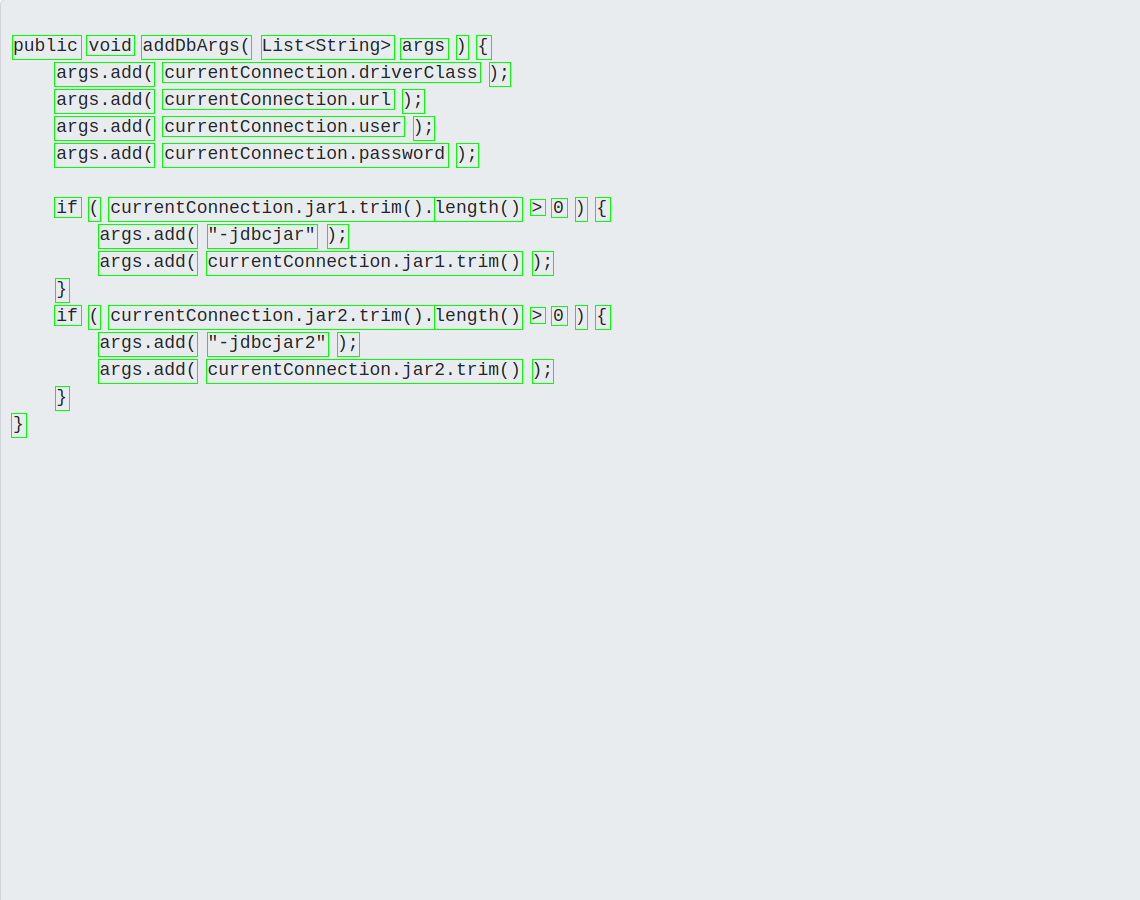 public void addDbArgs( List<String> args ) {
    args.add( currentConnection.driverClass );
    args.add( currentConnection.url );
    args.add( currentConnection.user );
    args.add( currentConnection.password );

    if ( currentConnection.jar1.trim().length() > 0 ) {
        args.add( "-jdbcjar" );
        args.add( currentConnection.jar1.trim() );
    }
    if ( currentConnection.jar2.trim().length() > 0 ) {
        args.add( "-jdbcjar2" );
        args.add( currentConnection.jar2.trim() );
    }
}